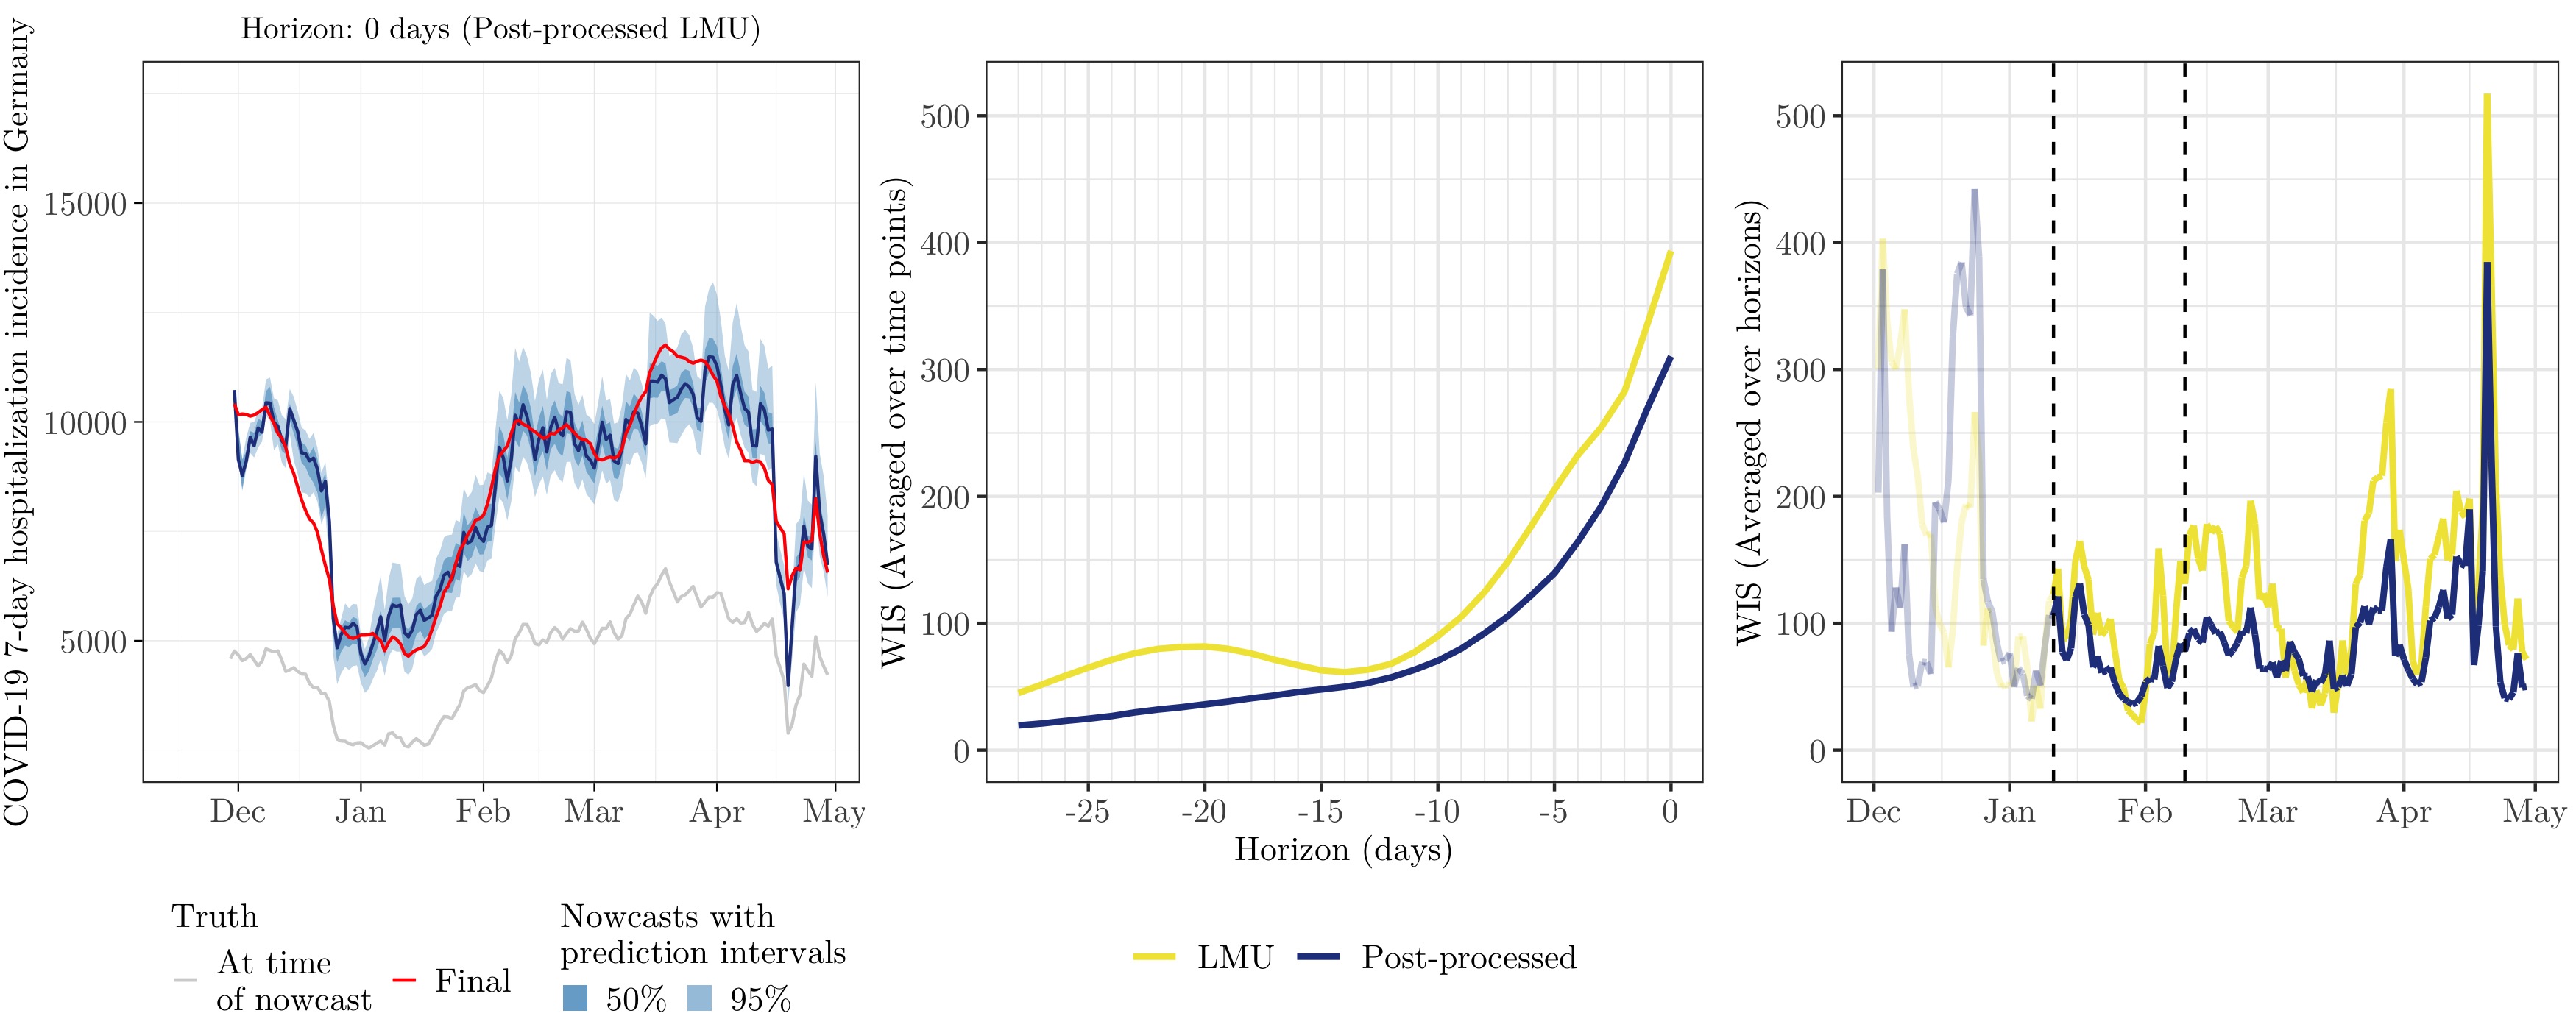 Horizon: 0 days (Post-processed LMU)
COVID-19 7-day hospitalization incidence in Germany
15000
10000
5000
Dec Jan Feb Mar Apr May
Truth
At time
of nowcast
Final
Nowcasts with
prediction intervals
50% 95%
WIS (Averaged over time points)
500
400
300
200
100
0
-25 -20 -15 -10 -5 0
Horizon (days)
LMU Post-processed
WIS (Averaged over horizons)
500
400
300
200
100
0
Dec Jan Feb Mar Apr May